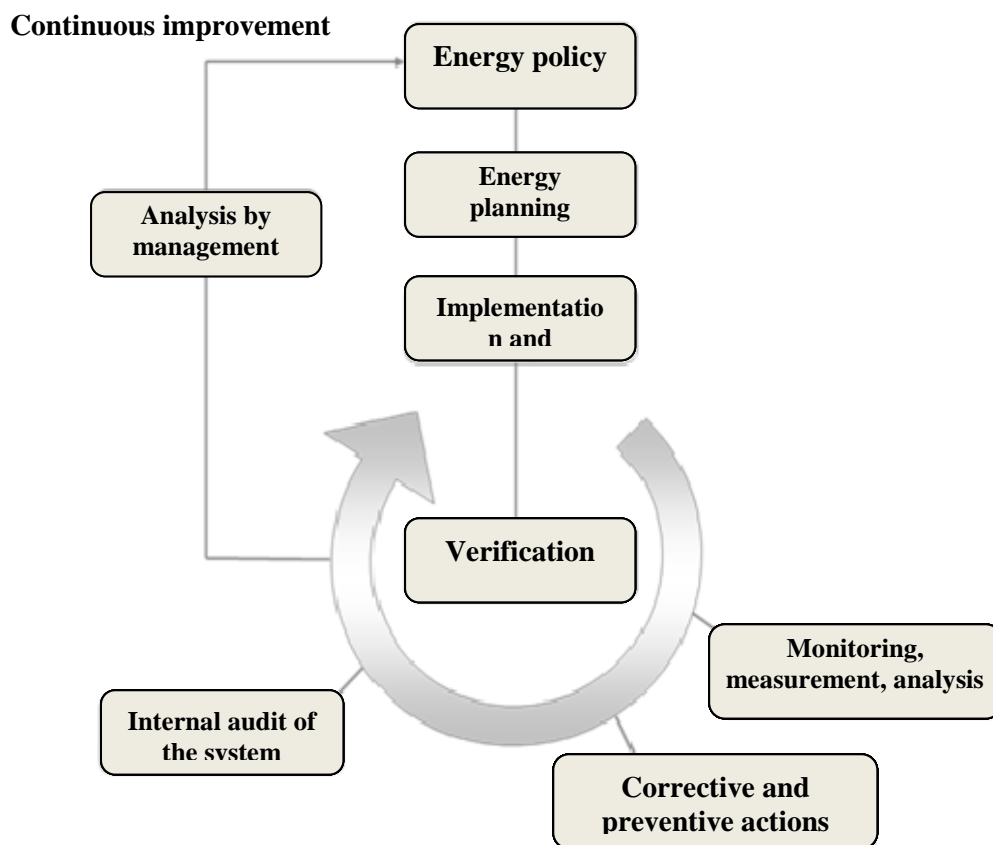 Continuous improvement
Energy policy
Energy
planning
Analysis by
management
Implementatio
n and
Verification
Monitoring,
measurement, analysis
Internal audit of
the system
Corrective and
preventive actions